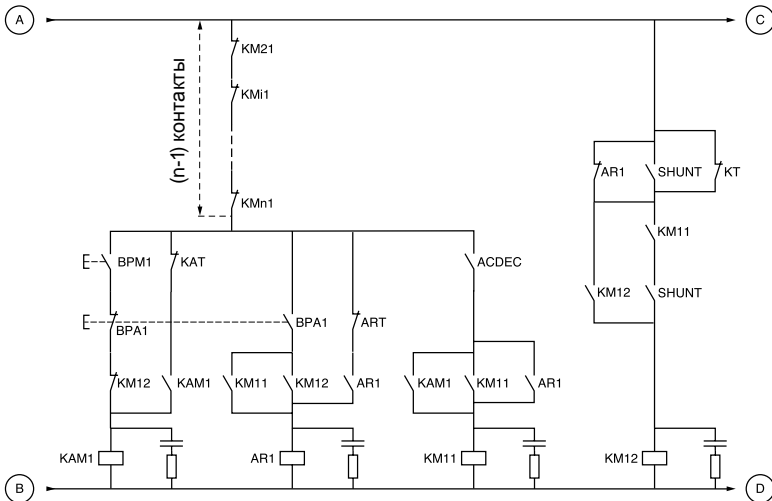 A
C
KM21
KMi1
(n-1) контакты
KMn1
AR1
SHUNT
KT
KM11
BPM1
KAT
ACDEC
KM12
SHUNT
BPA1
BPA1
ART
KM12
KAM1
KM11
KM12
AR1
KAM1
KM11
AR1
KAM1
AR1
KM11
KM12
B
D